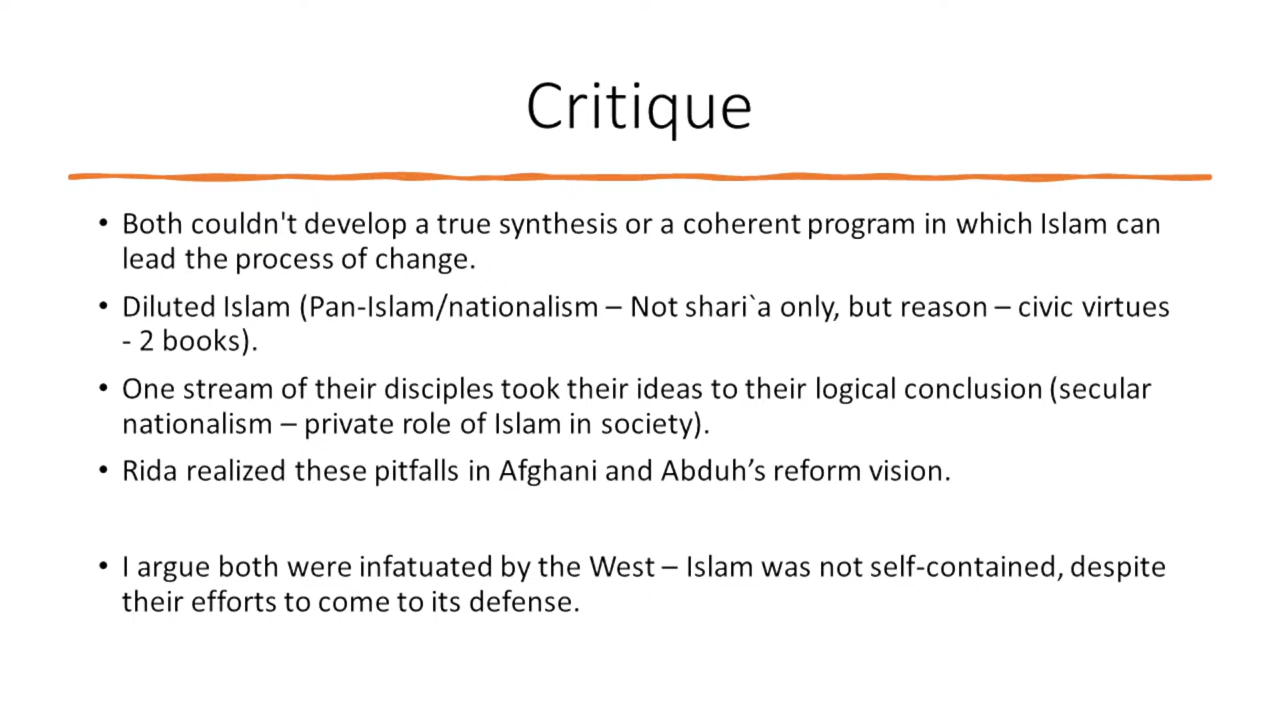 Critique
• Both couldn't develop a true synthesis or a coherent program in which Islam can
lead the process of change.
• Diluted Islam (Pan-Islam/nationalism – Not shari`a only, but reason – civic virtues
- 2 books).
• One stream of their disciples took their ideas to their logical conclusion (secular
nationalism – private role of Islam in society).
• Rida realized these pitfalls in Afghani and Abduh’s reform vision.
• I argue both were infatuated by the West – Islam was not self-contained, despite
their efforts to come to its defense.